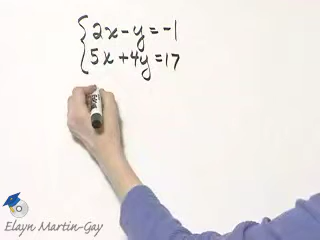 2x - y = -1
5x + 4y = 17
Elayn Martin-Gay